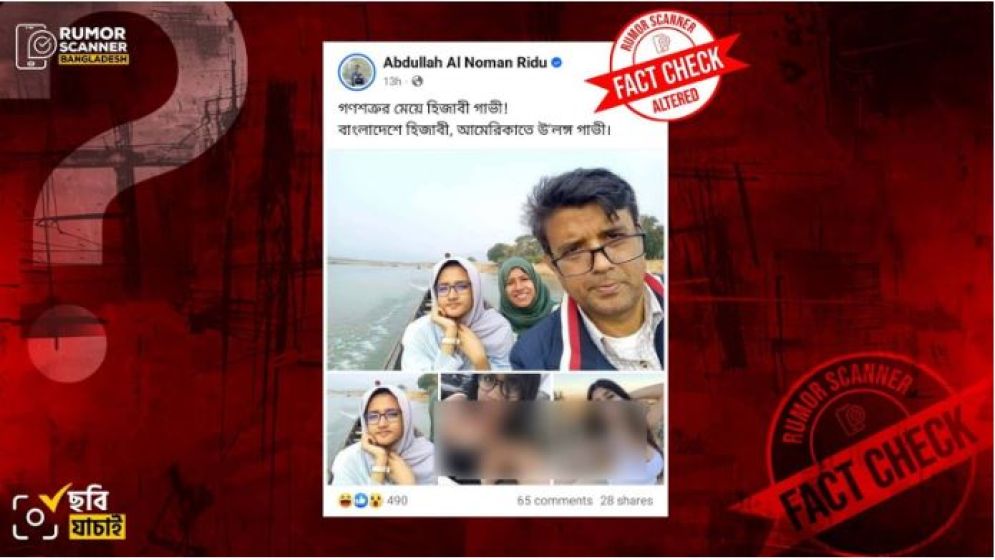 RUMOR
SCANNER
BANGLADESH
Abdullah Al Noman Ridu
13h
গণশত্রুর মেয়ে হিজাবী গাভী!
বাংলাদেশে হিজাবী, আমেরিকাতে উ'লঙ্গ গাভী।
RUMOR SCANNER
FACT CHECK
ALTERED
490
65 comments 28 shares
ছবি
যাচাই
RUMOR SCANNER
FACT CHECK